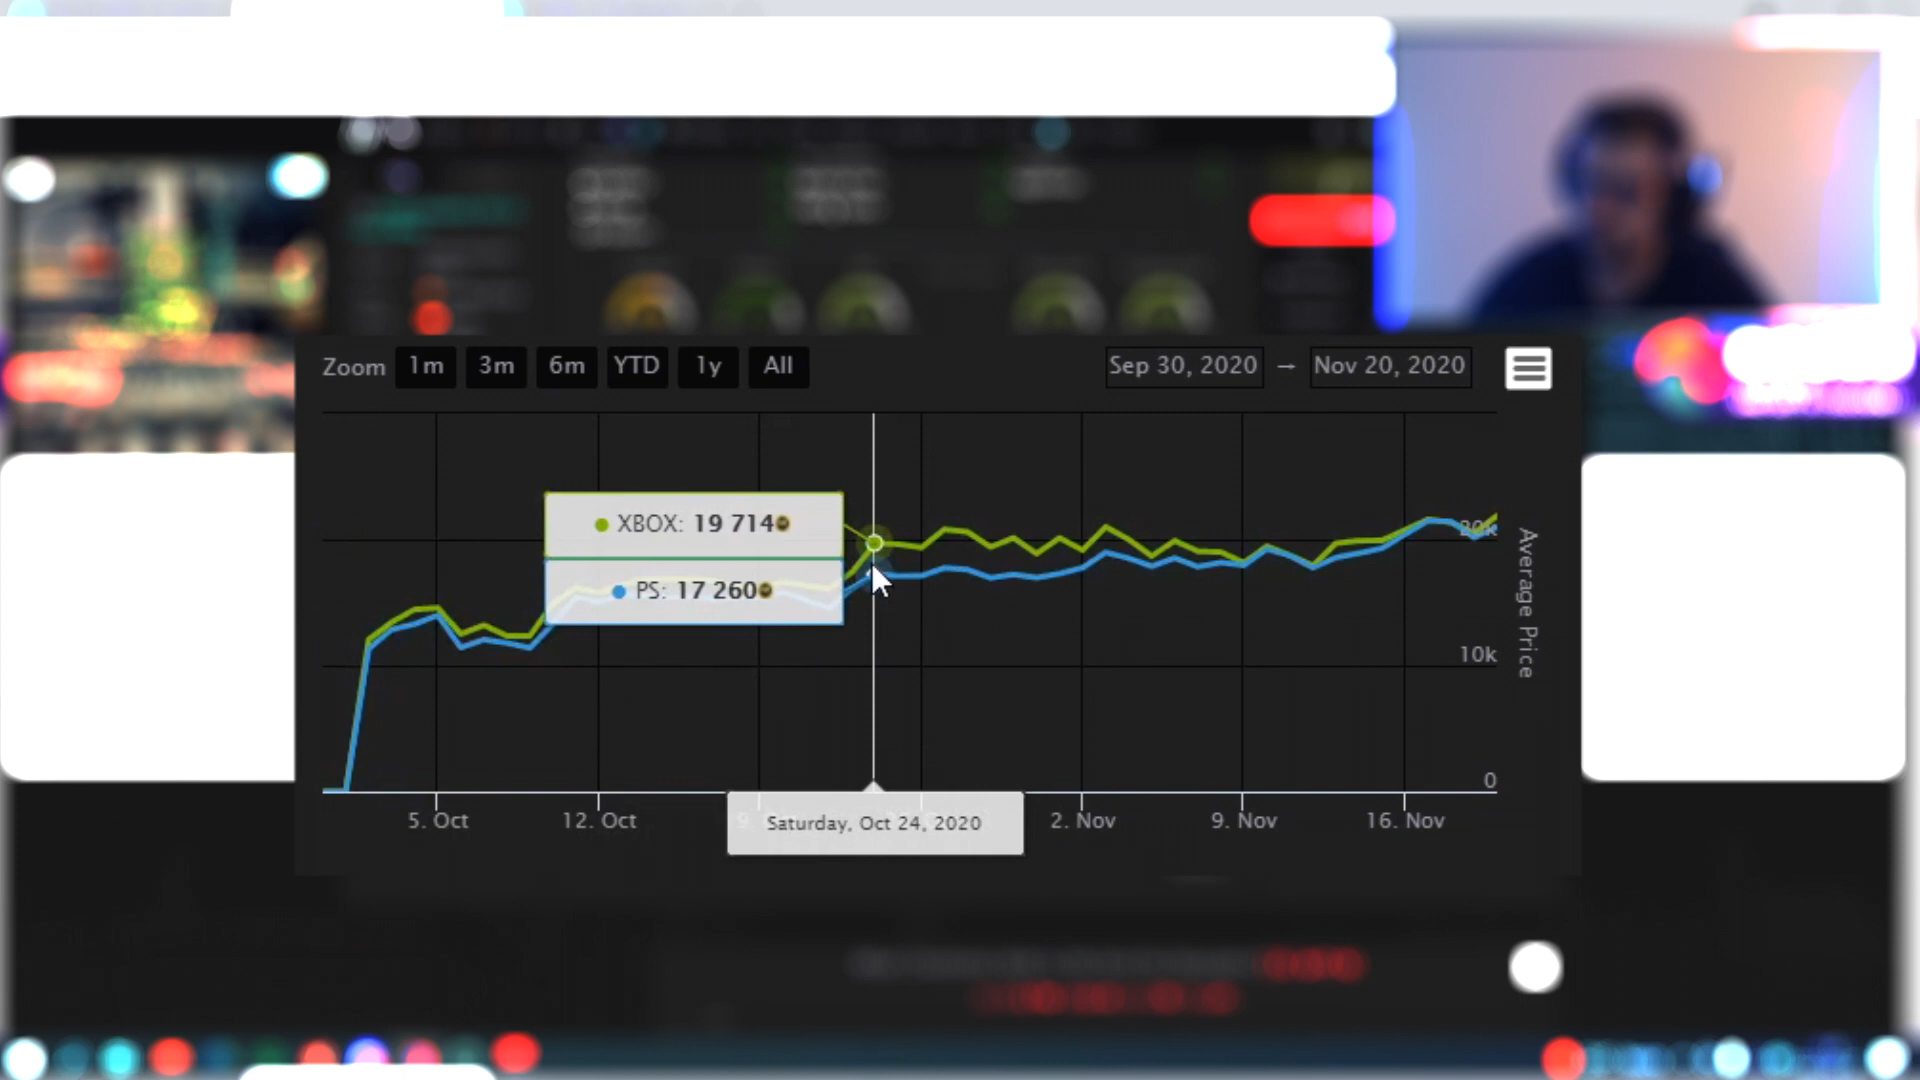 Zoom 1m 3m 6m YTD 1y All Sep 30, 2020 → Nov 20, 2020
XBOX: 19 714
PS: 17 260
20k
10k
0
Average Price
5. Oct 12. Oct Saturday, Oct 24, 2020 2. Nov 9. Nov 16. Nov